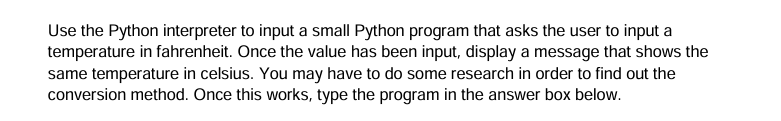 Use the Python interpreter to input a small Python program that asks the user to input a
temperature in fahrenheit. Once the value has been input, display a message that shows the
same temperature in celsius. You may have to do some research in order to find out the
conversion method. Once this works, type the program in the answer box below.